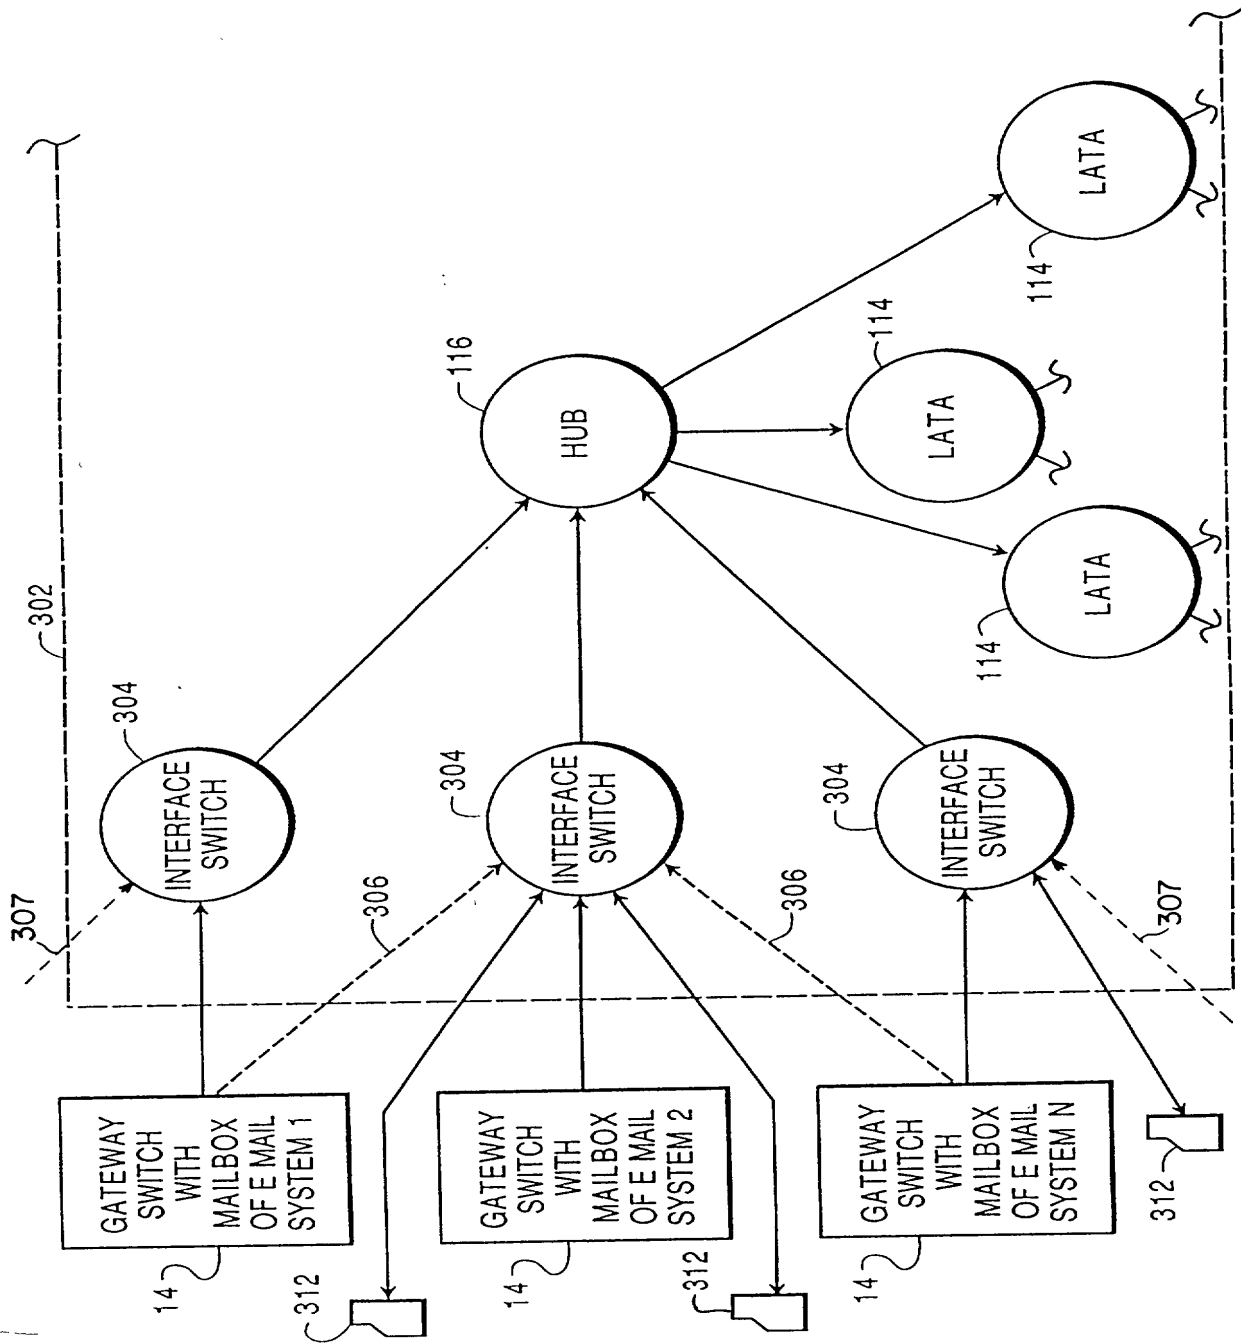 302
307
304
INTERFACE
SWITCH
GATEWAY
SWITCH
WITH
MAILBOX
OF E MAIL
SYSTEM 1
14
306
312
116
HUB
304
INTERFACE
SWITCH
GATEWAY
SWITCH
WITH
MAILBOX
OF E MAIL
SYSTEM 2
14
306
312
114
LATA
304
INTERFACE
SWITCH
GATEWAY
SWITCH
WITH
MAILBOX
OF E MAIL
SYSTEM N
14
307
312
114
LATA
114
LATA